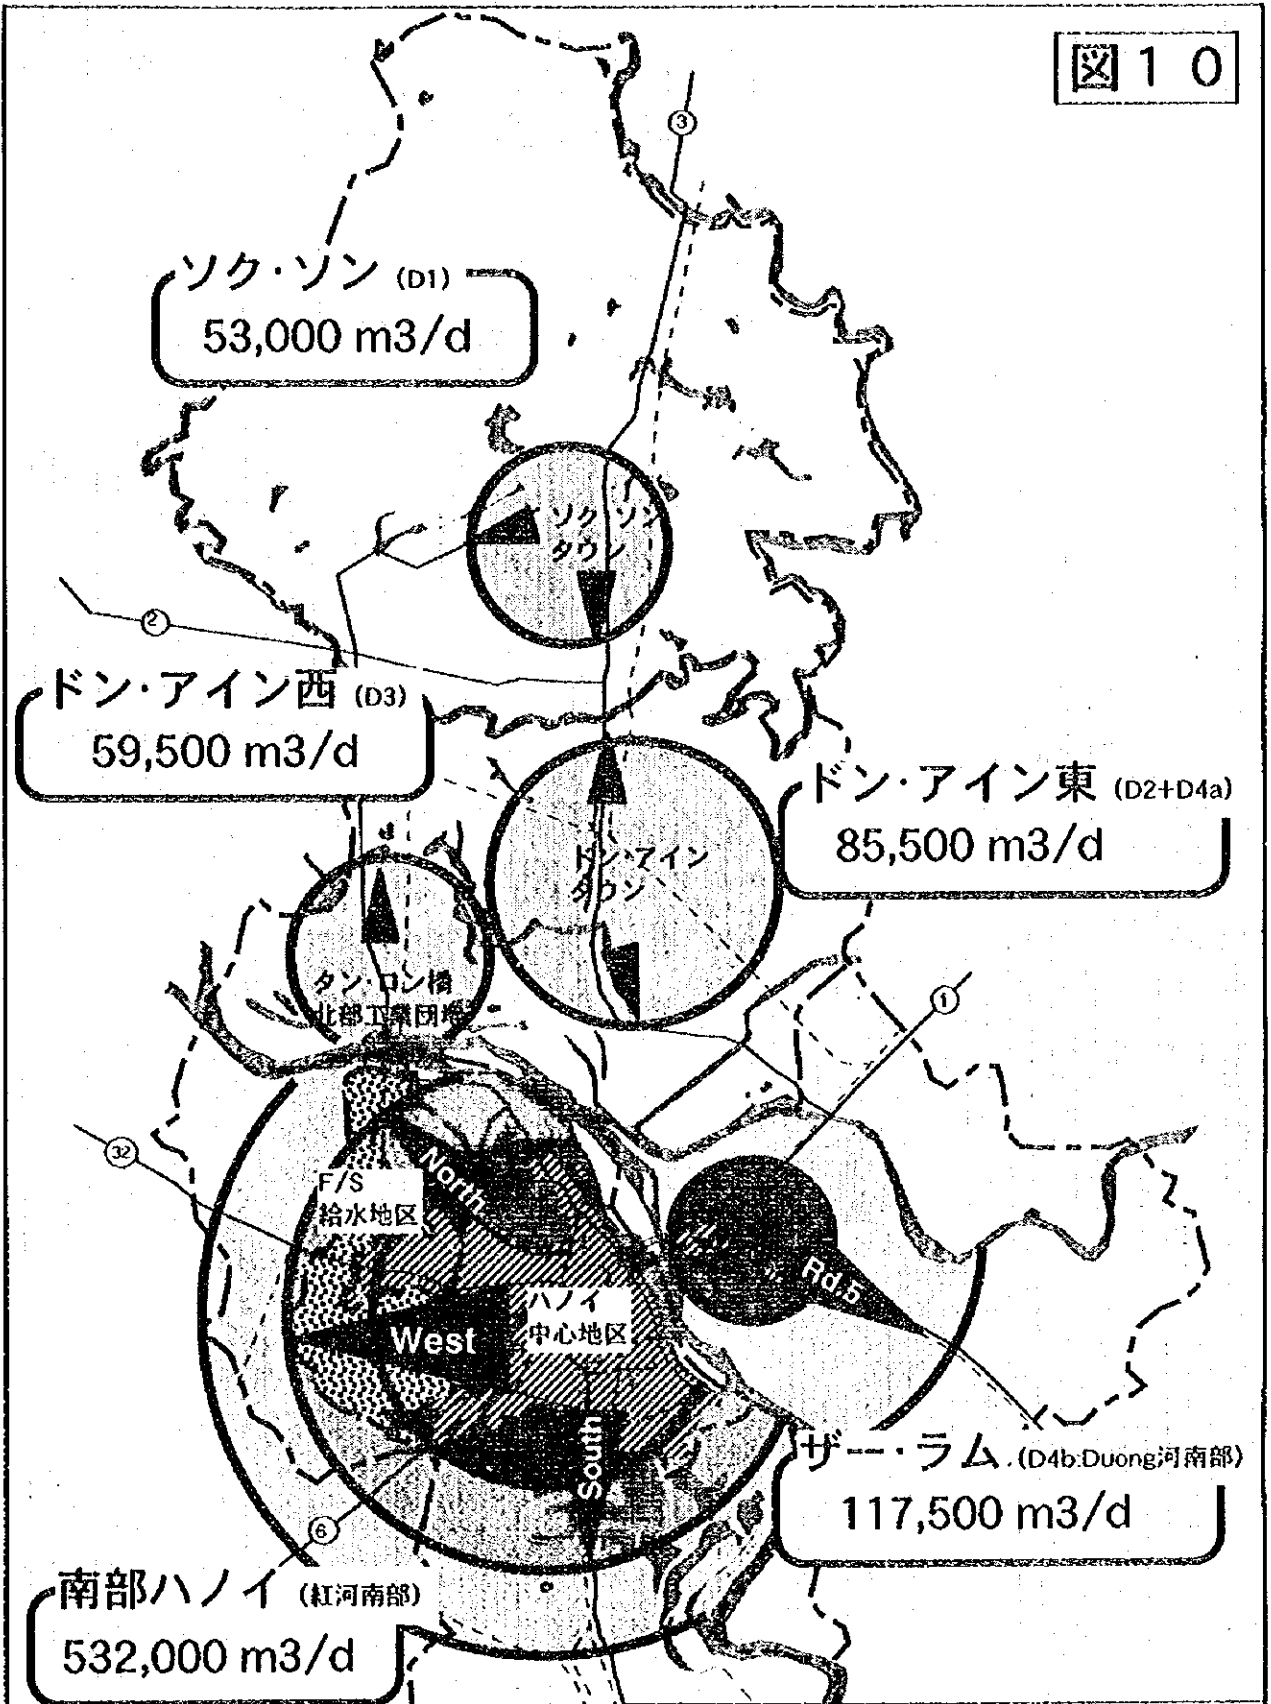 図10
3
ソク・ソン (D1)
53,000 m3/d
ソク・ソン
タウン
2
ドン・アイン西 (D3)
59,500 m3/d
ドン・アイン東 (D2+D4a)
85,500 m3/d
ドン・アイン
タウン
タン・ロン橋
北部工業団地
1
32
F/S
給水地区
North
Rd.5
ハノイ
中心地区
West
South
ザー・ラム (D4b:Duong河南部)
117,500 m3/d
6
南部ハノイ (紅河南部)
532,000 m3/d